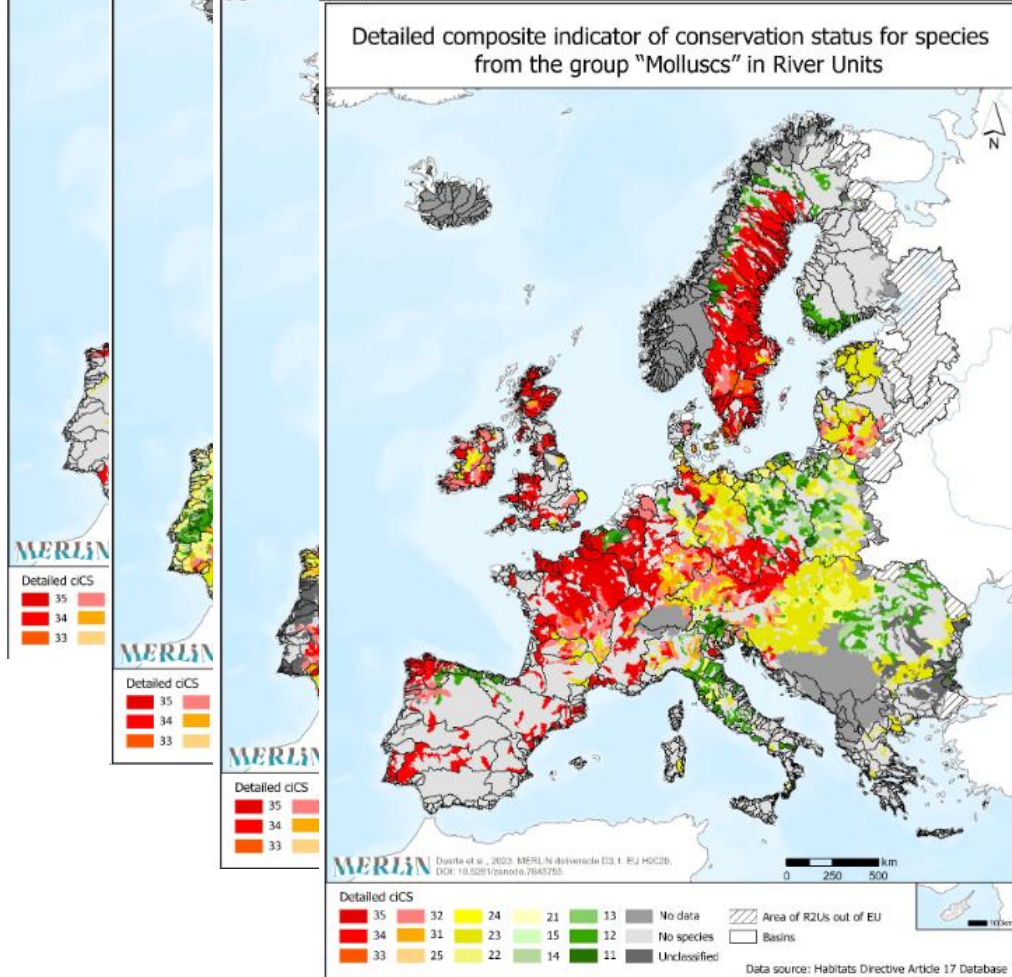 Detailed composite indicator of conservation status for species
from the group "Molluscs" in River Units
N
MERLIN
Detailed ciCS
35
34
33
MERLIN
Detailed ciCS
35
34
33
MERLIN
Detailed ciCS
35
34
33
MERLIN Duarte et al., 2023. MERLIN deliverable D3.1. EU H2020.
DOI: 10.5281/zenodo.7643755
km
0 250 500
Detailed ciCS
35 32 24 21 13 No data Area of R2Us out of EU
34 31 23 15 12 No species Basins
33 25 22 14 11 Unclassified
100km
Data source: Habitats Directive Article 17 Database